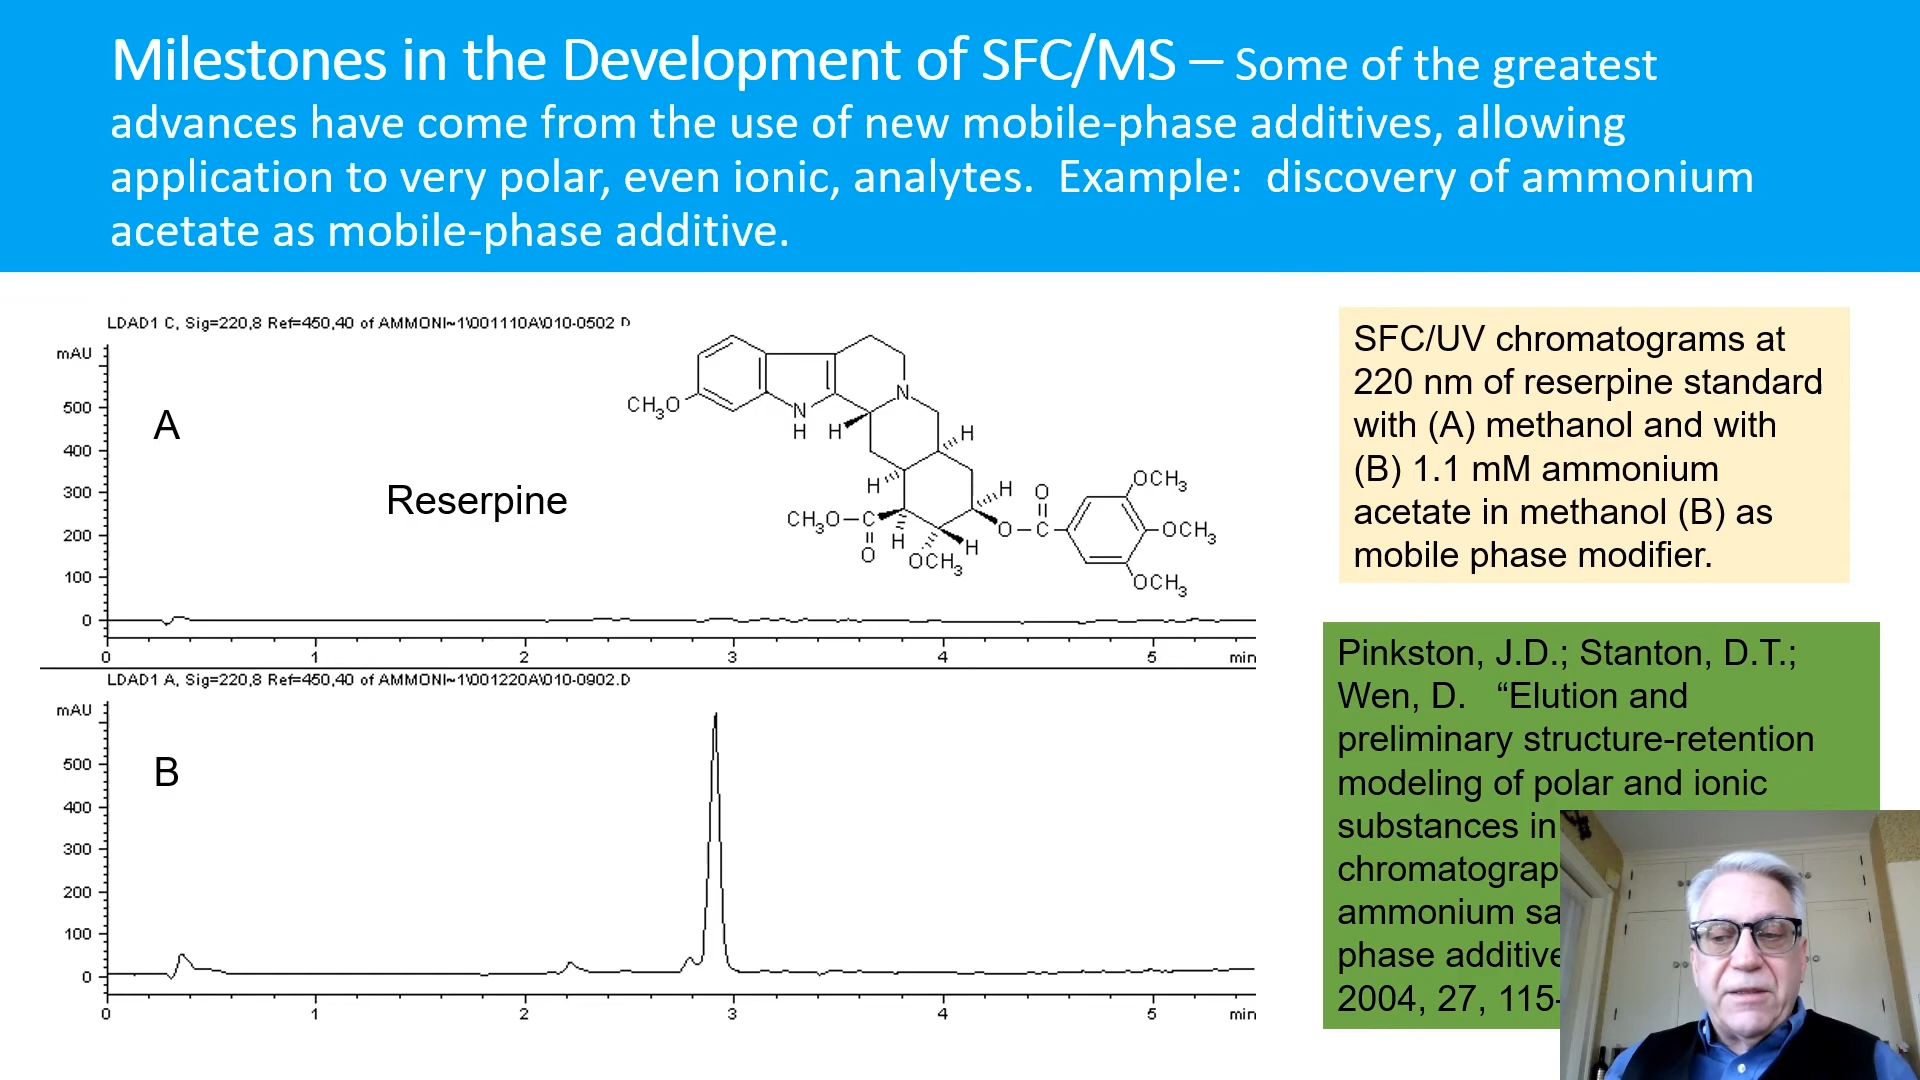 Milestones in the Development of SFC/MS – Some of the greatest
advances have come from the use of new mobile-phase additives, allowing
application to very polar, even ionic, analytes. Example: discovery of ammonium
acetate as mobile-phase additive.
LDAD1 C, Sig=220,8 Ref=450,40 of AMMONI~1\001110A\010-0502 D
mAU
500
400
300
200
100
0
A
Reserpine
CH3O
N
H
N
H
H
H
H
CH3O
C
O
H
OCH3
H
O
C
O
OCH3
OCH3
OCH3
0 1 2 3 4 5 min
LDAD1 A, Sig=220,8 Ref=450,40 of AMMONI~1\001220A\010-0902.D
mAU
500
400
300
200
100
0
B
0 1 2 3 4 5 min
SFC/UV chromatograms at
220 nm of reserpine standard
with (A) methanol and with
(B) 1.1 mM ammonium
acetate in methanol (B) as
mobile phase modifier.
Pinkston, J.D.; Stanton, D.T.;
Wen, D. “Elution and
preliminary structure-retention
modeling of polar and ionic
substances in
chromatograp
ammonium sa
phase additive
2004, 27, 115-